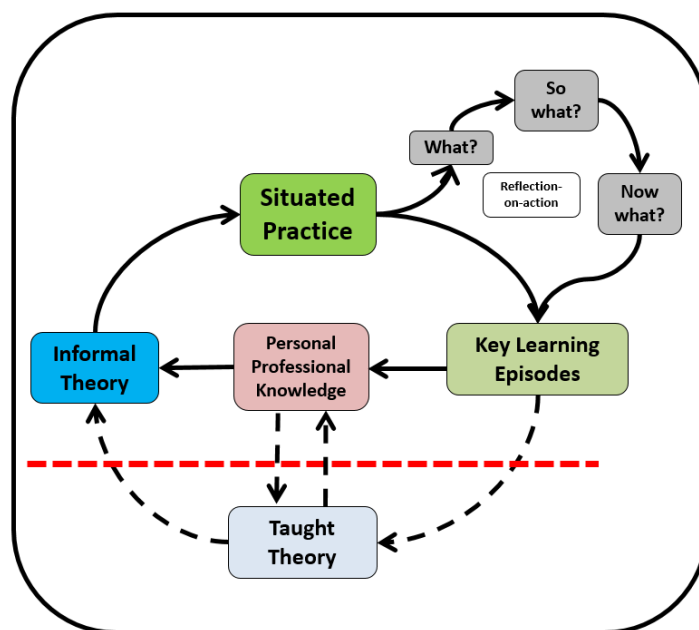 So
what?
What?
Reflection-
on-action
Now
what?
Situated
Practice
Informal
Theory
Personal
Professional
Knowledge
Key Learning
Episodes
Taught
Theory